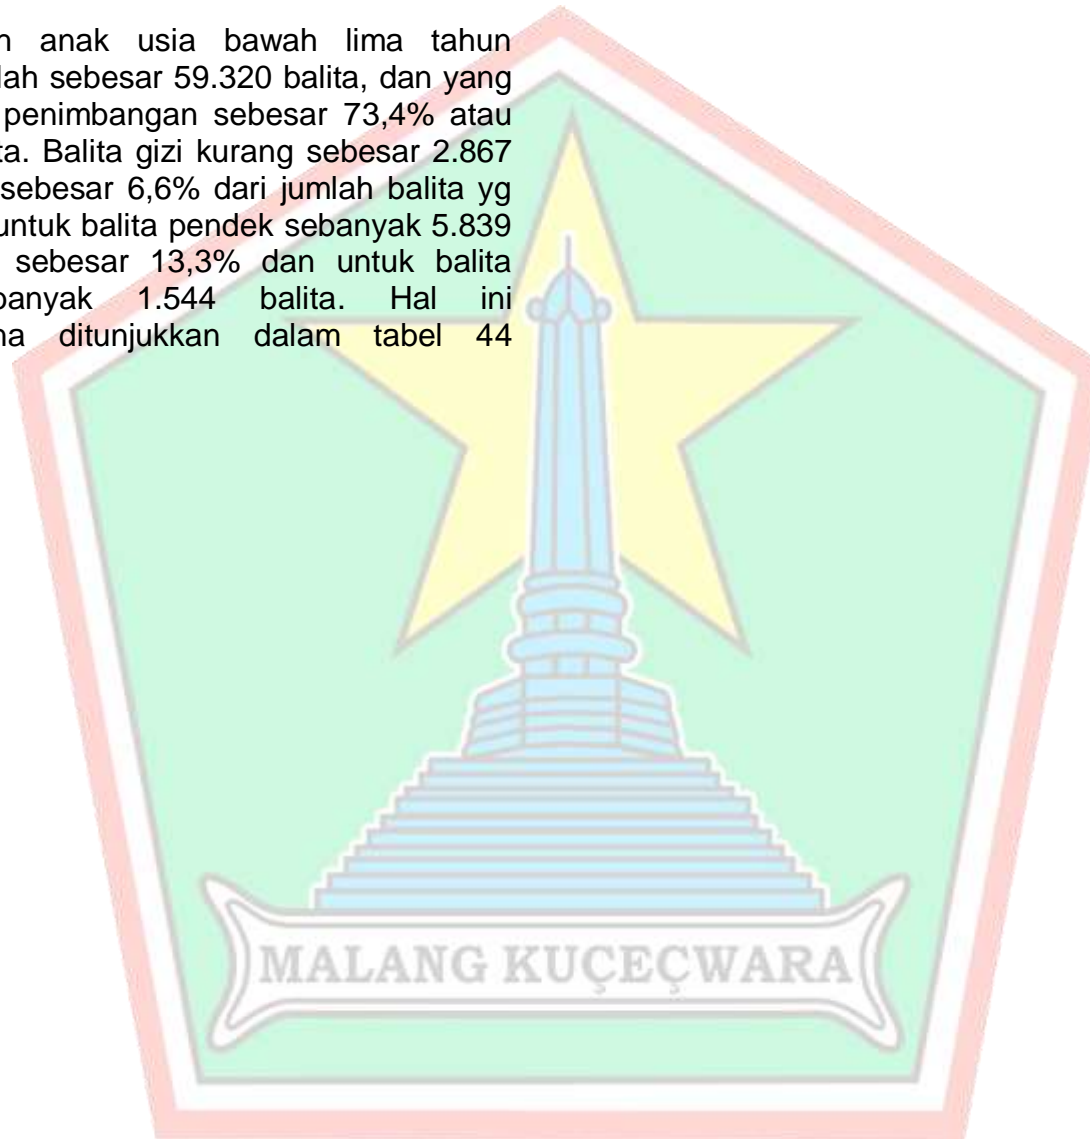 n anak usia bawah lima tahun
lah sebesar 59.320 balita, dan yang
penimbangan sebesar 73,4% atau
ta. Balita gizi kurang sebesar 2.867
sebesar 6,6% dari jumlah balita yg
untuk balita pendek sebanyak 5.839
sebesar 13,3% dan untuk balita
banyak 1.544 balita. Hal ini
na ditunjukkan dalam tabel 44
MALANG KUÇEÇWARA